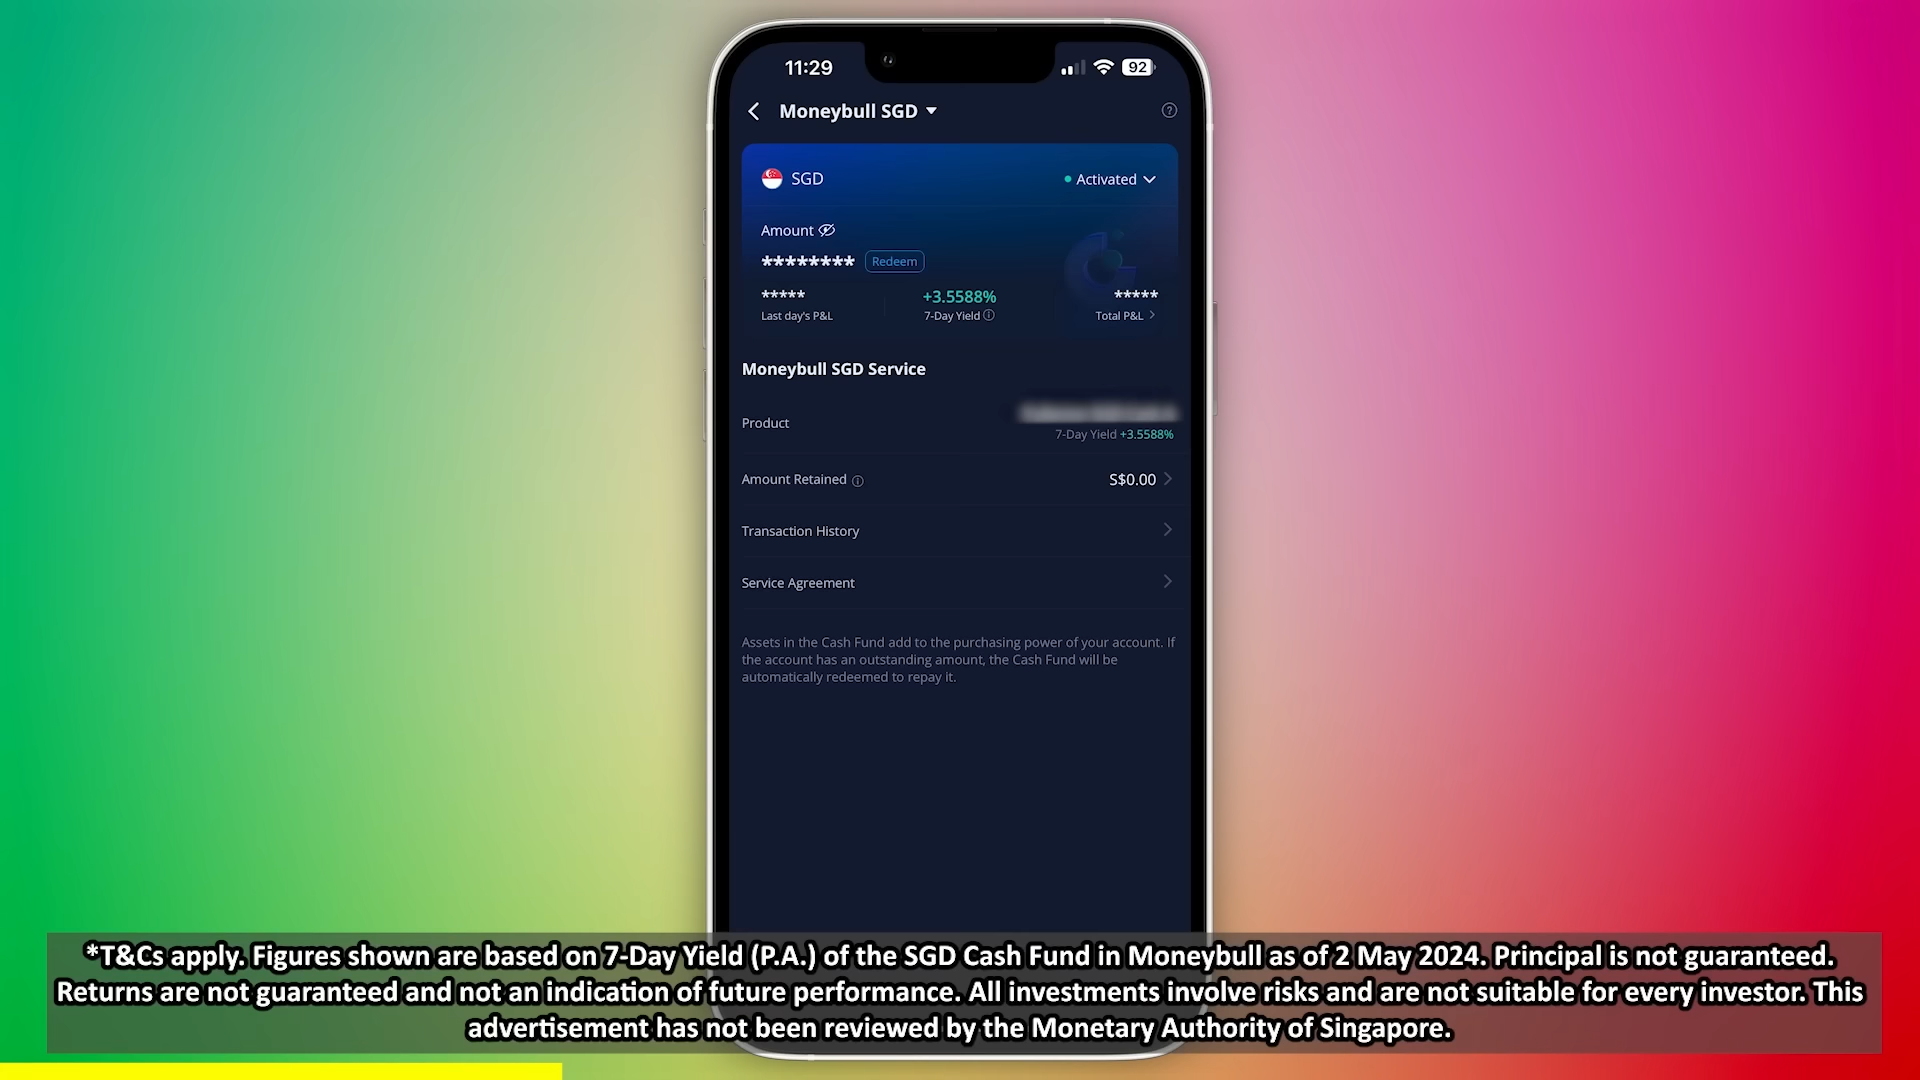 11:29
92
Moneybull SGD
SGD
Activated
Amount
******** Redeem
***** +3.5588% *****
Last day's P&L 7-Day Yield Total P&L
Moneybull SGD Service
Product
7-Day Yield +3.5588%
Amount Retained S$0.00
Transaction History
Service Agreement
Assets in the Cash Fund add to the purchasing power of your account. If
the account has an outstanding amount, the Cash Fund will be
automatically redeemed to repay it.
*T&Cs apply. Figures shown are based on 7-Day Yield (P.A.) of the SGD Cash Fund in Moneybull as of 2 May 2024. Principal is not guaranteed.
Returns are not guaranteed and not an indication of future performance. All investments involve risks and are not suitable for every investor. This
advertisement has not been reviewed by the Monetary Authority of Singapore.